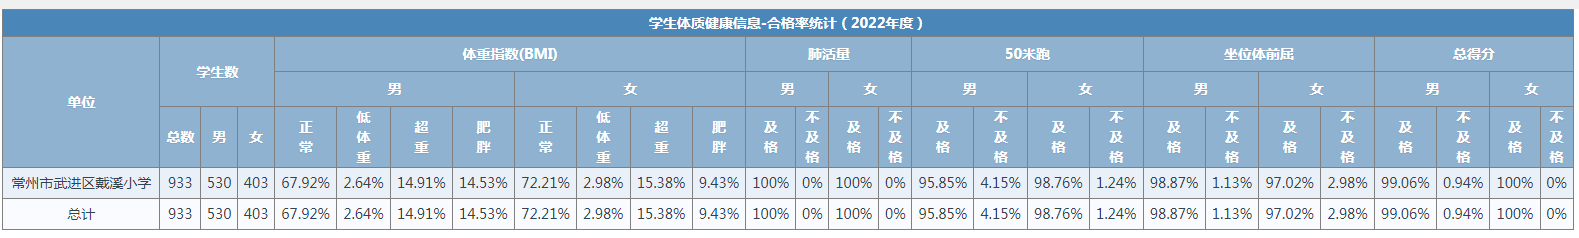 学生体质健康信息-合格率统计（2022年度）
单位 学生数 体重指数(BMI) 肺活量 50米跑 坐位体前屈 总得分
男 女 男 女 男 女 男 女 男 女
总数 男 女 正常 低体重 超重 肥胖 正常 低体重 超重 肥胖 及格 不及格 及格 不及格 及格 不及格 及格 不及格 及格 不及格 及格 不及格 及格 不及格 及格 不及格
常州市武进区戴溪小学 933 530 403 67.92% 2.64% 14.91% 14.53% 72.21% 2.98% 15.38% 9.43% 100% 0% 100% 0% 95.85% 4.15% 98.76% 1.24% 98.87% 1.13% 97.02% 2.98% 99.06% 0.94% 100% 0%
总计 933 530 403 67.92% 2.64% 14.91% 14.53% 72.21% 2.98% 15.38% 9.43% 100% 0% 100% 0% 95.85% 4.15% 98.76% 1.24% 98.87% 1.13% 97.02% 2.98% 99.06% 0.94% 100% 0%